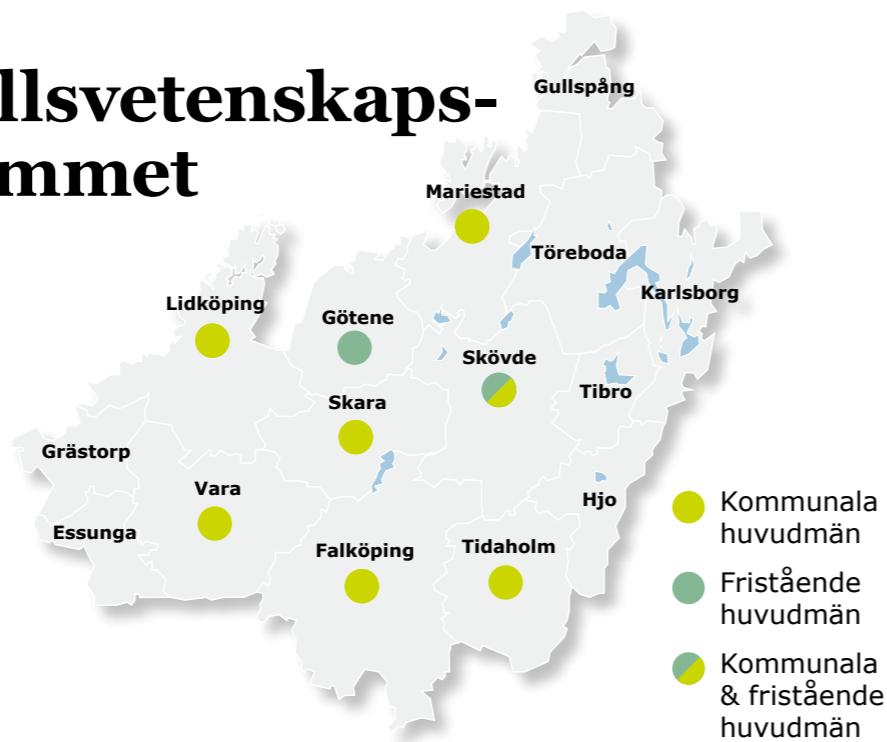 llsvetenskaps-
mmet
Gullspång
Mariestad
Töreboda
Karlsborg
Lidköping
Götene
Skövde
Tibro
Skara
Grästorp
Vara
Hjo
Essunga
Falköping
Tidaholm
Kommunala
huvudmän
Fristående
huvudmän
Kommunala
& fristående
huvudmän